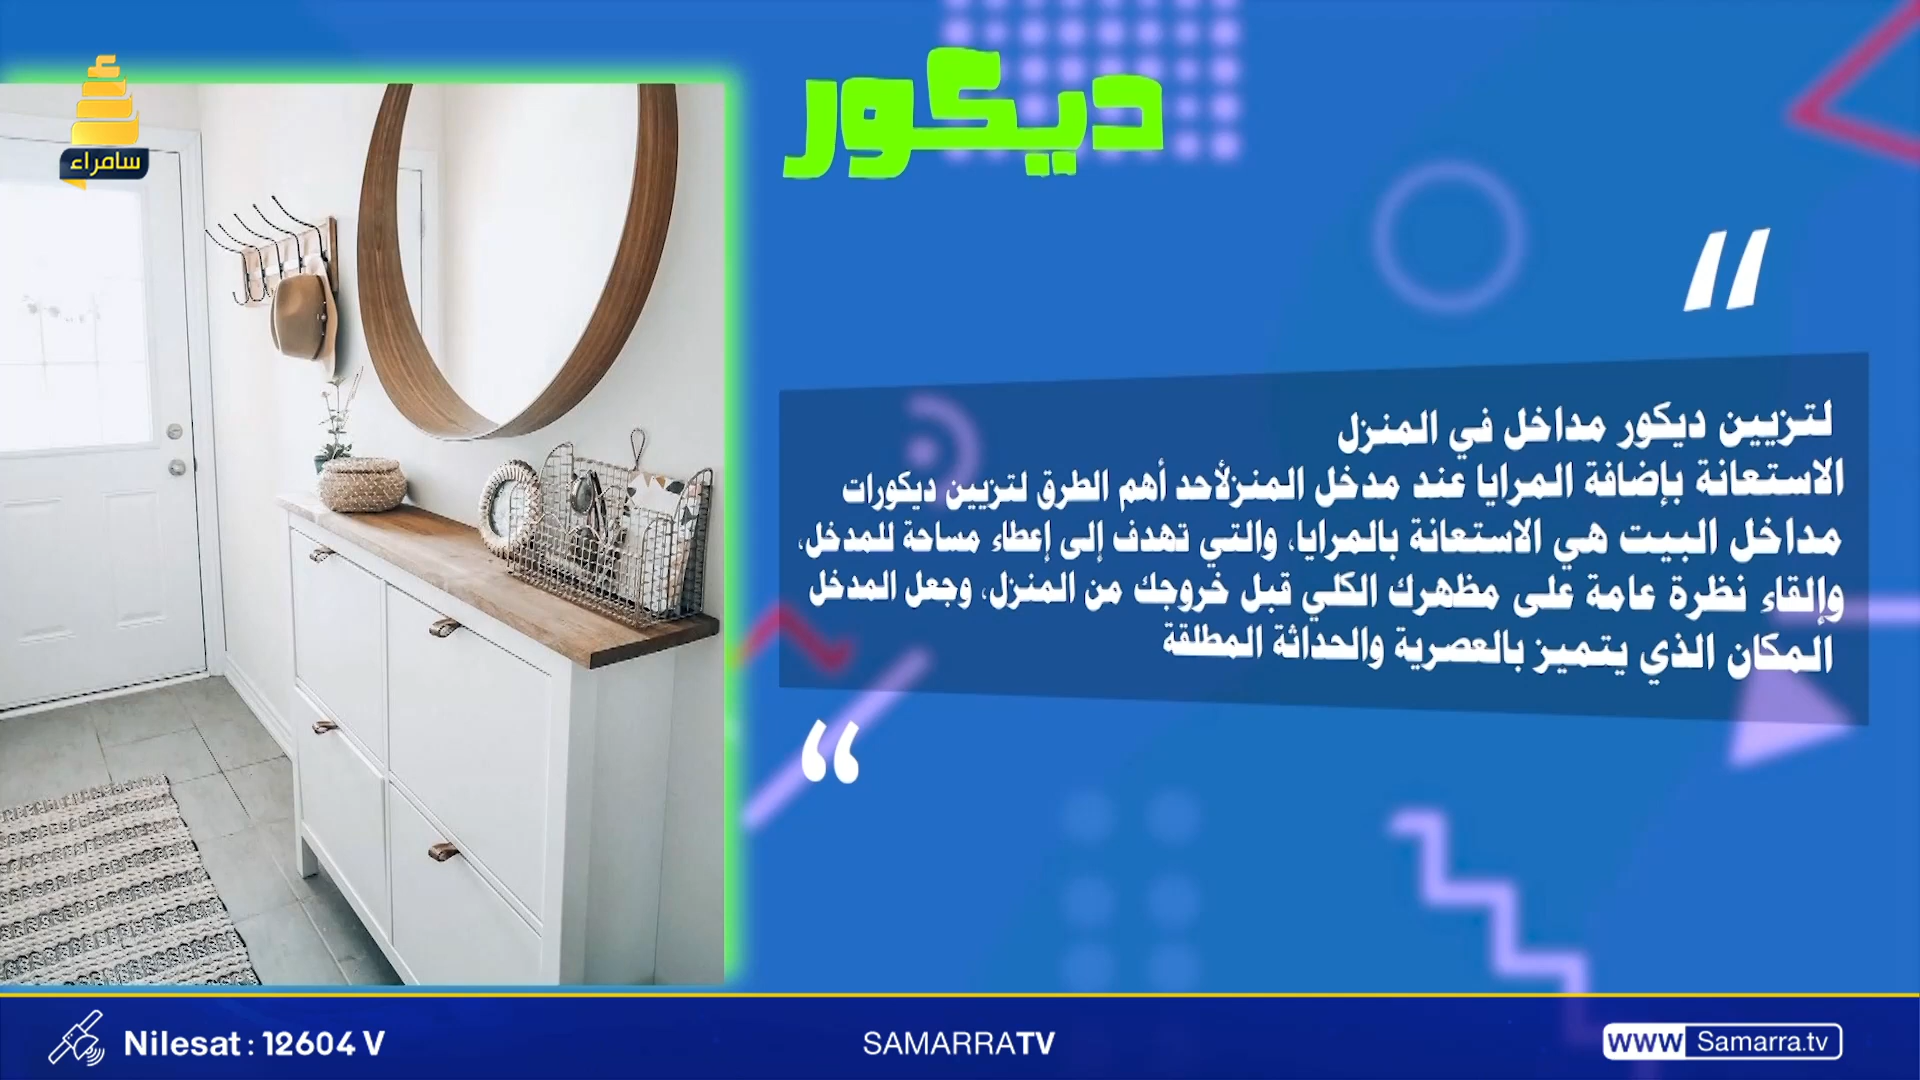 سامراء
ديكور
لتزيين ديكور مداخل في المنزل
الاستعانة بإضافة المرايا عند مدخل المنزلأحد أهم الطرق لتزيين ديكورات
مداخل البيت هي الاستعانة بالمرايا، والتي تهدف إلى إعطاء مساحة للمدخل،
وإلقاء نظرة عامة على مظهرك الكلي قبل خروجك من المنزل، وجعل المدخل
المكان الذي يتميز بالعصرية والحداثة المطلقة
Nilesat : 12604 V
SAMARRATV
www Samarra.tv